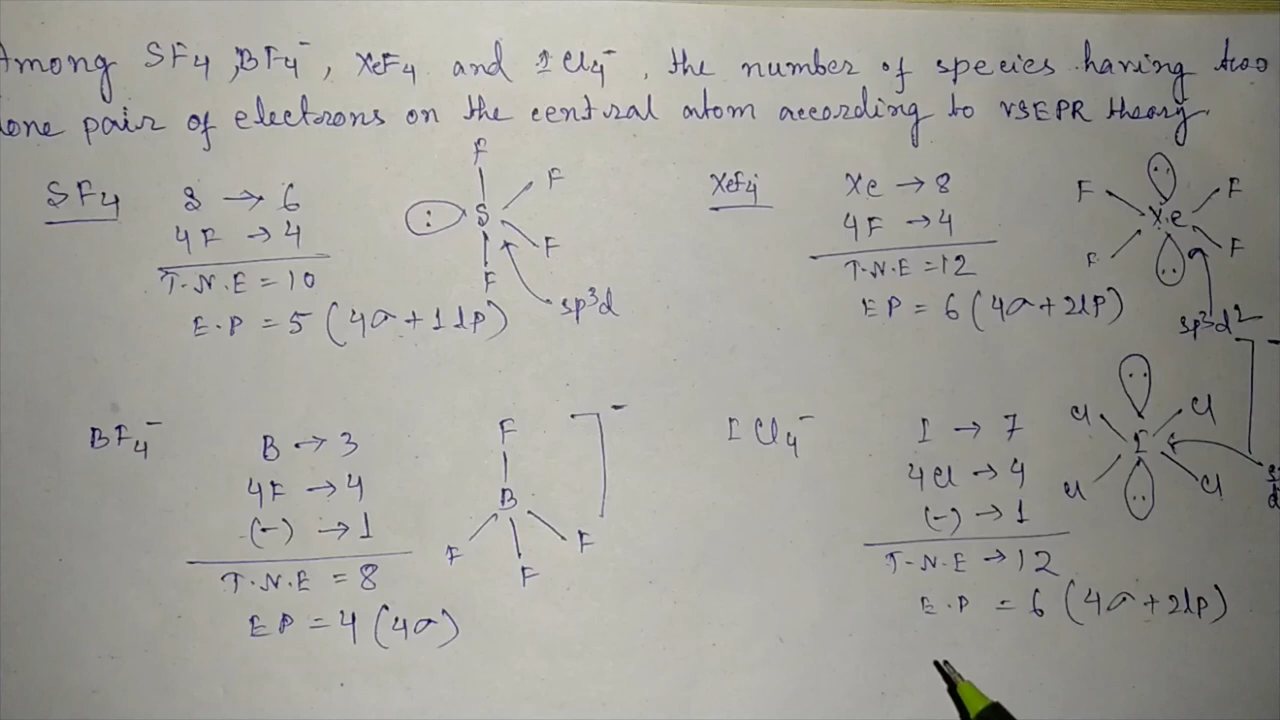 Among SF4, BF4⁻, XeF4 and ICl4⁻, the number of species having two
lone pair of electrons on the central atom according to VSEPR theory.
SF4
S → 6
4F → 4
T.N.E = 10
E.P = 5 (4σ + 1lp)
F
F
: S
F
F
sp³d
XeF4
Xe → 8
4F → 4
T.N.E = 12
EP = 6 (4σ + 2lp)
F F
Xe
F F
sp³d²
BF4⁻
B → 3
4F → 4
(-) → 1
T.N.E = 8
EP = 4 (4σ)
F
B
F F
F
-
ICl4⁻
I → 7
4Cl → 4
(-) → 1
T.N.E → 12
E.P = 6 (4σ + 2lp)
Cl Cl
I
Cl Cl
-